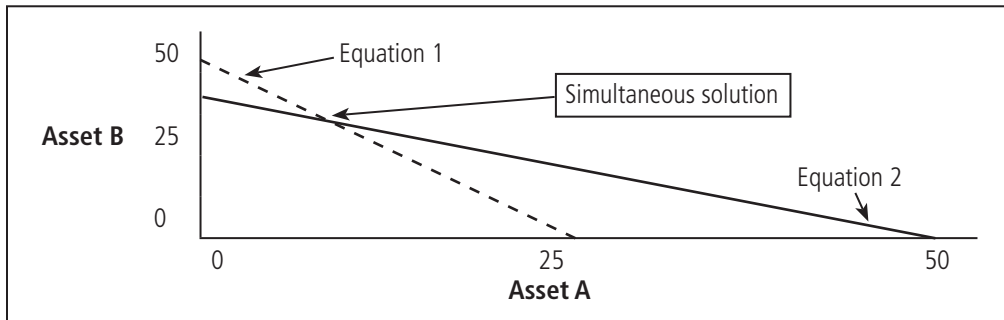 50
Equation 1
Simultaneous solution
Asset B
25
Equation 2
0
0
25
50
Asset A